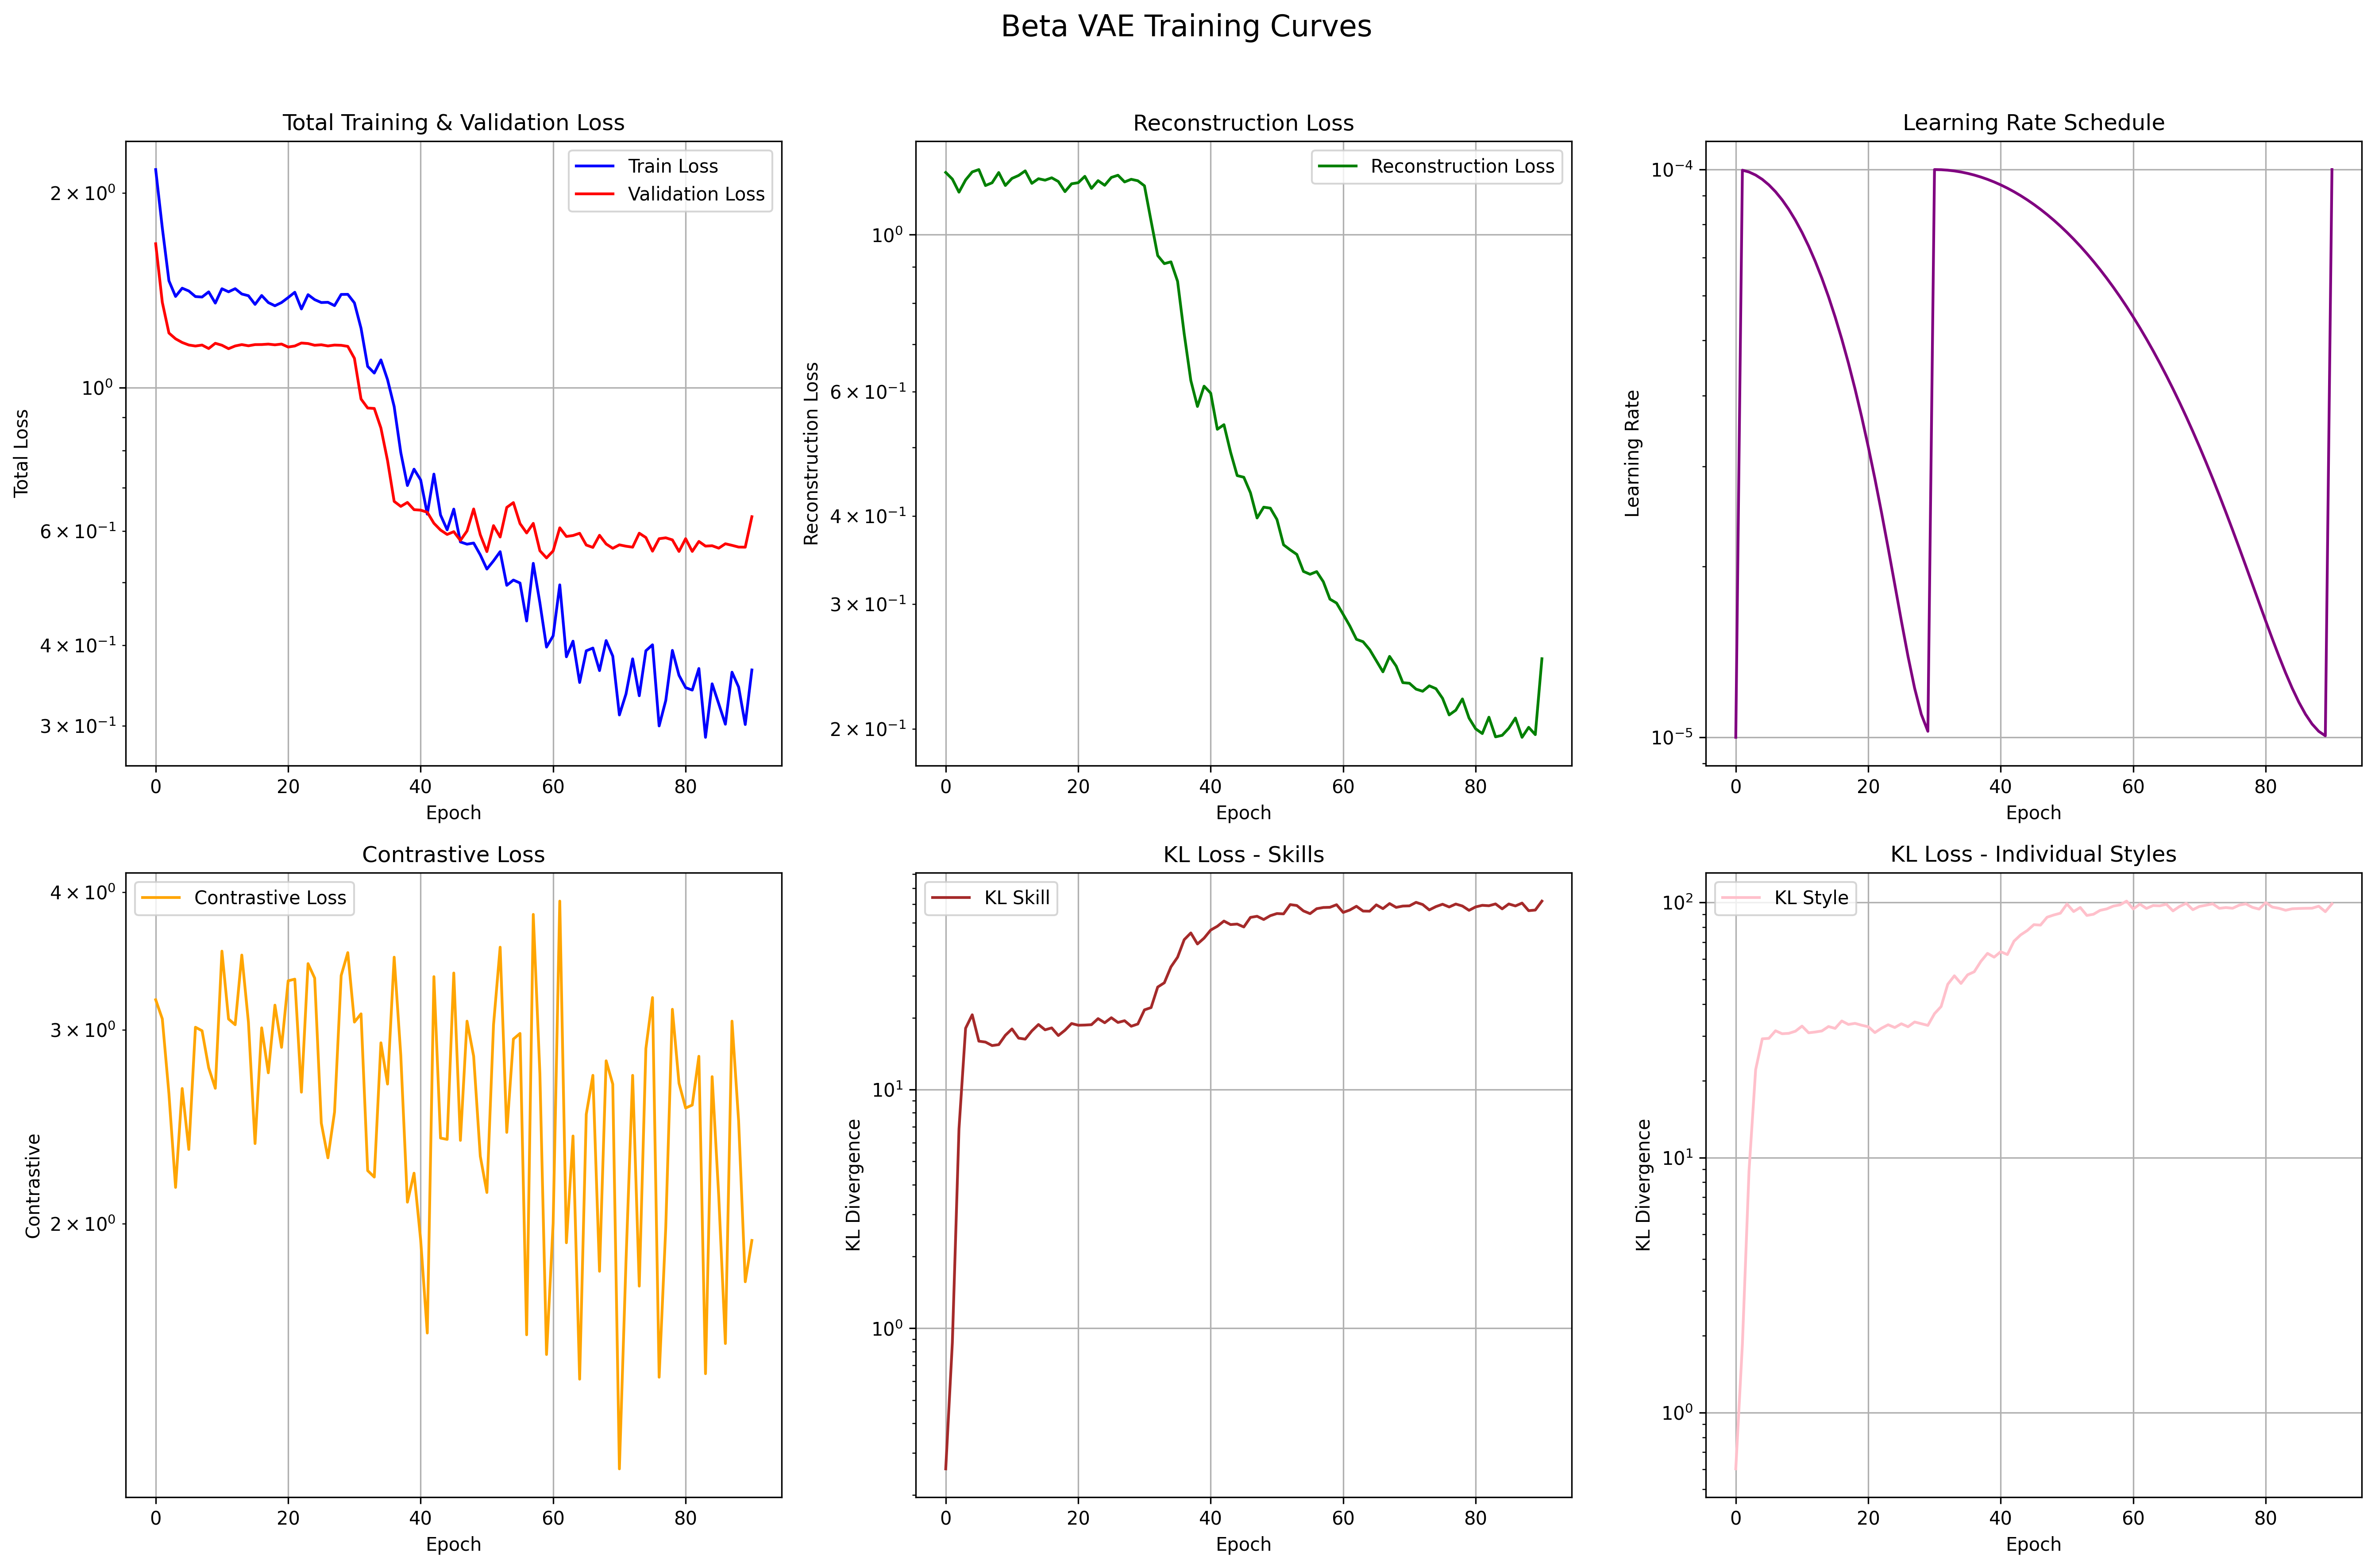 Beta VAE Training Curves
Total Training & Validation Loss
Train Loss
Validation Loss
2 × 10⁰
10⁰
6 × 10⁻¹
4 × 10⁻¹
3 × 10⁻¹
Total Loss
0 20 40 60 80
Epoch
Reconstruction Loss
Reconstruction Loss
10⁰
6 × 10⁻¹
4 × 10⁻¹
3 × 10⁻¹
2 × 10⁻¹
Reconstruction Loss
0 20 40 60 80
Epoch
Learning Rate Schedule
10⁻⁴
10⁻⁵
Learning Rate
0 20 40 60 80
Epoch
Contrastive Loss
Contrastive Loss
4 × 10⁰
3 × 10⁰
2 × 10⁰
Contrastive
0 20 40 60 80
Epoch
KL Loss - Skills
KL Skill
10¹
10⁰
KL Divergence
0 20 40 60 80
Epoch
KL Loss - Individual Styles
KL Style
10²
10¹
10⁰
KL Divergence
0 20 40 60 80
Epoch